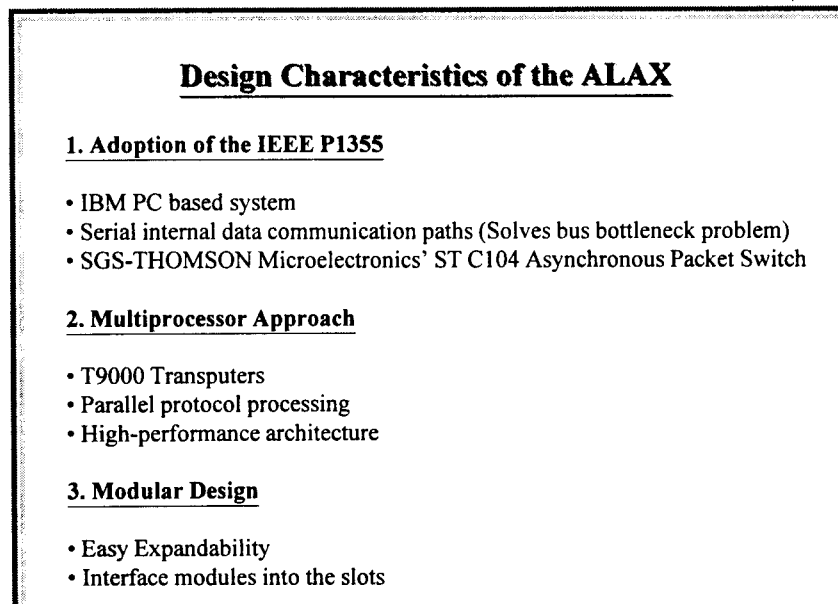 Design Characteristics of the ALAX
1. Adoption of the IEEE P1355
• IBM PC based system
• Serial internal data communication paths (Solves bus bottleneck problem)
• SGS-THOMSON Microelectronics' ST C104 Asynchronous Packet Switch
2. Multiprocessor Approach
• T9000 Transputers
• Parallel protocol processing
• High-performance architecture
3. Modular Design
• Easy Expandability
• Interface modules into the slots